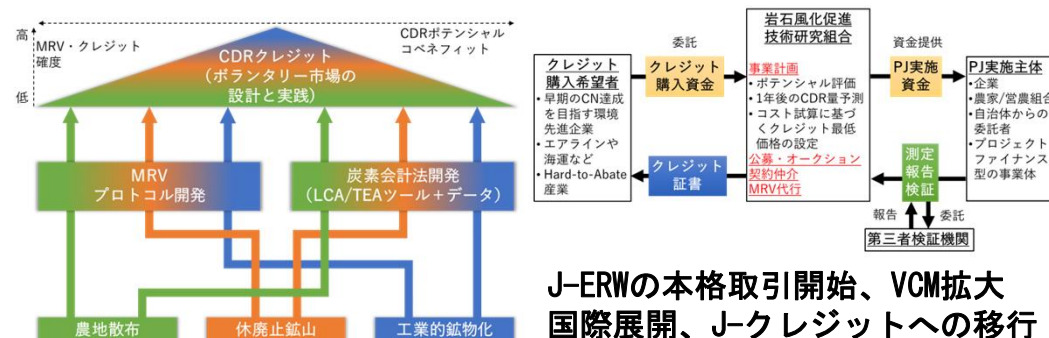 高
低
MRV・クレジット
確度
CDRポテンシャル
コベネフィット
CDRクレジット
(ボランタリー市場の
設計と実践)
MRV
プロトコル開発
炭素会計法開発
(LCA/TEAツール+データ)
農地散布
休廃止鉱山
工業的鉱物化
クレジット
購入希望者
・早期のCN達成
を目指す環境
先進企業
・エアラインや
海運など
・Hard-to-Abate
産業
委託
クレジット
購入資金
クレジット
証書
岩石風化促進
技術研究組合
事業計画
・ポテンシャル評価
・1年後のCDR量予測
・コスト試算に基づ
くクレジット最低
価格の設定
公募・オークション
契約仲介
MRV代行
資金提供
PJ実施
資金
測定
報告
検証
PJ実施主体
・企業
・農家/営農組合
・自治体からの
委託者
・プロジェクト
ファイナンス
型の事業体
報告
委託
第三者検証機関
J-ERWの本格取引開始、VCM拡大
国際展開、J-クレジットへの移行